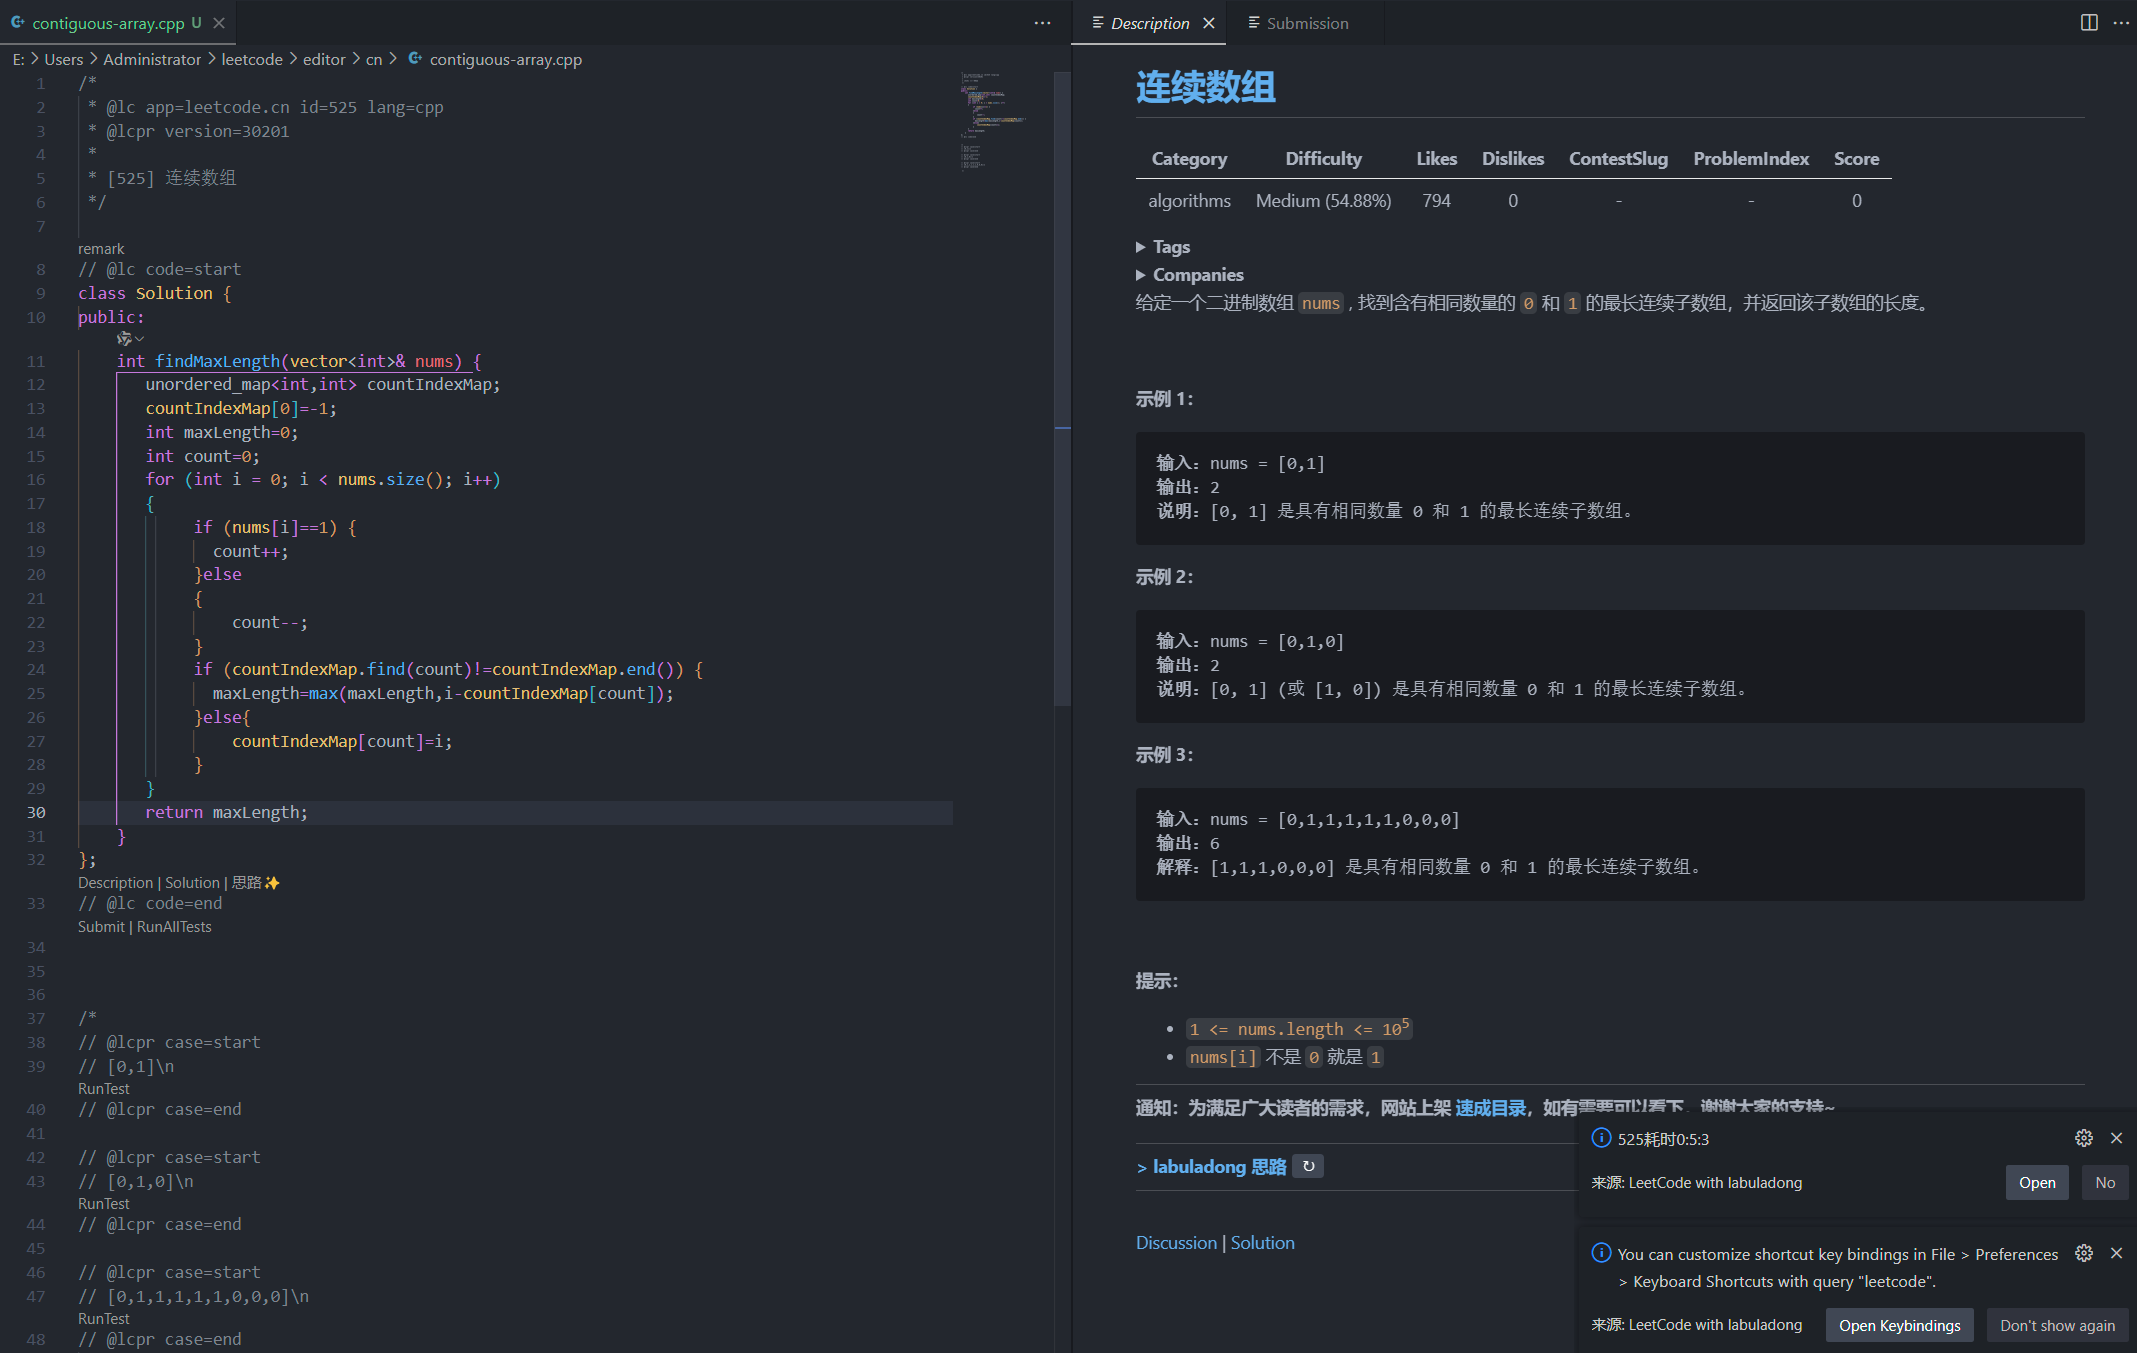 contiguous-array.cpp U
E: > Users > Administrator > leetcode > editor > cn > contiguous-array.cpp
1 /*
2 * @lc app=leetcode.cn id=525 lang=cpp
3 * @lcpr version=30201
4 *
5 * [525] 连续数组
6 */
7
remark
8 // @lc code=start
9 class Solution {
10 public:
11 int findMaxLength(vector<int>& nums) {
12 unordered_map<int,int> countIndexMap;
13 countIndexMap[0]=-1;
14 int maxLength=0;
15 int count=0;
16 for (int i = 0; i < nums.size(); i++)
17 {
18 if (nums[i]==1) {
19 count++;
20 }else
21 {
22 count--;
23 }
24 if (countIndexMap.find(count)!=countIndexMap.end()) {
25 maxLength=max(maxLength,i-countIndexMap[count]);
26 }else{
27 countIndexMap[count]=i;
28 }
29 }
30 return maxLength;
31 }
32 };
Description | Solution | 思路✨
33 // @lc code=end
Submit | RunAllTests
34
35
36
37 /*
38 // @lcpr case=start
39 // [0,1]\n
RunTest
40 // @lcpr case=end
41
42 // @lcpr case=start
43 // [0,1,0]\n
RunTest
44 // @lcpr case=end
45
46 // @lcpr case=start
47 // [0,1,1,1,1,1,0,0,0]\n
RunTest
48 // @lcpr case=end
Description
Submission
连续数组
Category Difficulty Likes Dislikes ContestSlug ProblemIndex Score
algorithms Medium (54.88%) 794 0 - - 0
▶ Tags
▶ Companies
给定一个二进制数组 nums , 找到含有相同数量的 0 和 1 的最长连续子数组，并返回该子数组的长度。
示例 1：
输入：nums = [0,1]
输出：2
说明：[0, 1] 是具有相同数量 0 和 1 的最长连续子数组。
示例 2：
输入：nums = [0,1,0]
输出：2
说明：[0, 1] (或 [1, 0]) 是具有相同数量 0 和 1 的最长连续子数组。
示例 3：
输入：nums = [0,1,1,1,1,1,0,0,0]
输出：6
解释：[1,1,1,0,0,0] 是具有相同数量 0 和 1 的最长连续子数组。
提示：
• 1 <= nums.length <= 10⁵
• nums[i] 不是 0 就是 1
通知：为满足广大读者的需求，网站上架 速成目录，如有需要可以看下，谢谢大家的支持~
> labuladong 思路 ↻
Discussion | Solution
525耗时0:5:3
来源: LeetCode with labuladong
Open No
You can customize shortcut key bindings in File > Preferences
> Keyboard Shortcuts with query "leetcode".
来源: LeetCode with labuladong
Open Keybindings Don't show again